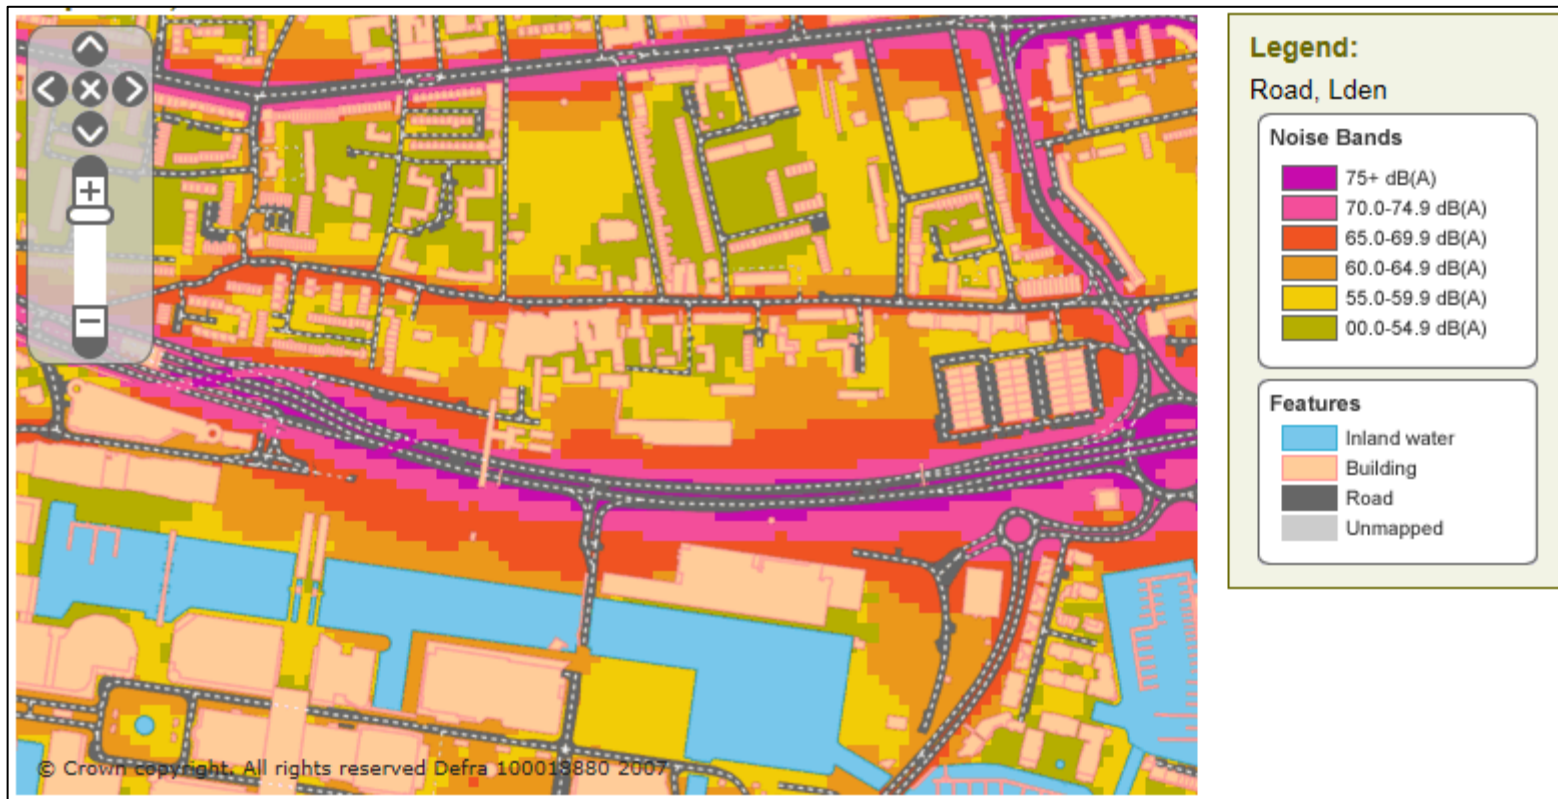 Legend:
Road, Lden
Noise Bands
75+ dB(A)
70.0-74.9 dB(A)
65.0-69.9 dB(A)
60.0-64.9 dB(A)
55.0-59.9 dB(A)
00.0-54.9 dB(A)
Features
Inland water
Building
Road
Unmapped
© Crown copyright. All rights reserved Defra 100018880 2007